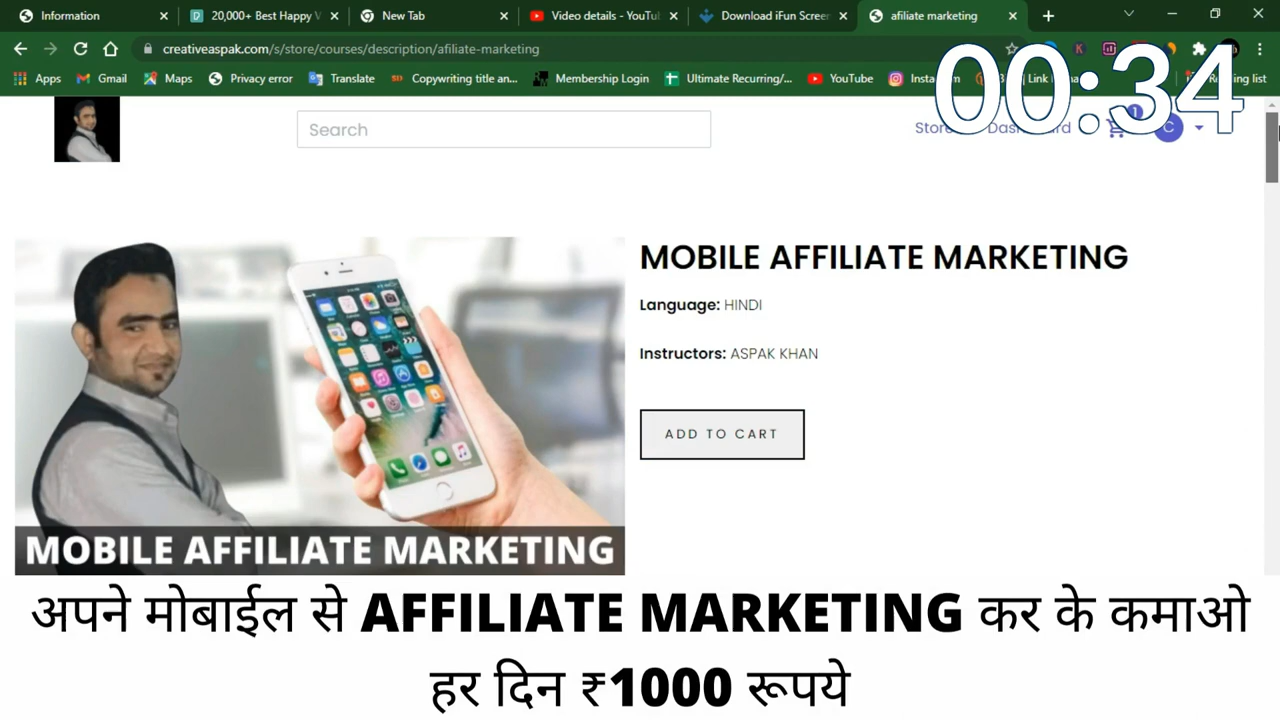 Information
20,000+ Best Happy V
New Tab
Video details - YouTu
Download iFun Screen
afiliate marketing
creativeaspak.com/s/store/courses/description/afiliate-marketing
Apps
Gmail
Maps
Privacy error
Translate
Copywriting title an...
Membership Login
Ultimate Recurring/...
YouTube
00:34
Search
Store
1
C
MOBILE AFFILIATE MARKETING
Language: HINDI
Instructors: ASPAK KHAN
ADD TO CART
MOBILE AFFILIATE MARKETING
अपने मोबाईल से AFFILIATE MARKETING कर के कमाओ
हर दिन ₹1000 रूपये